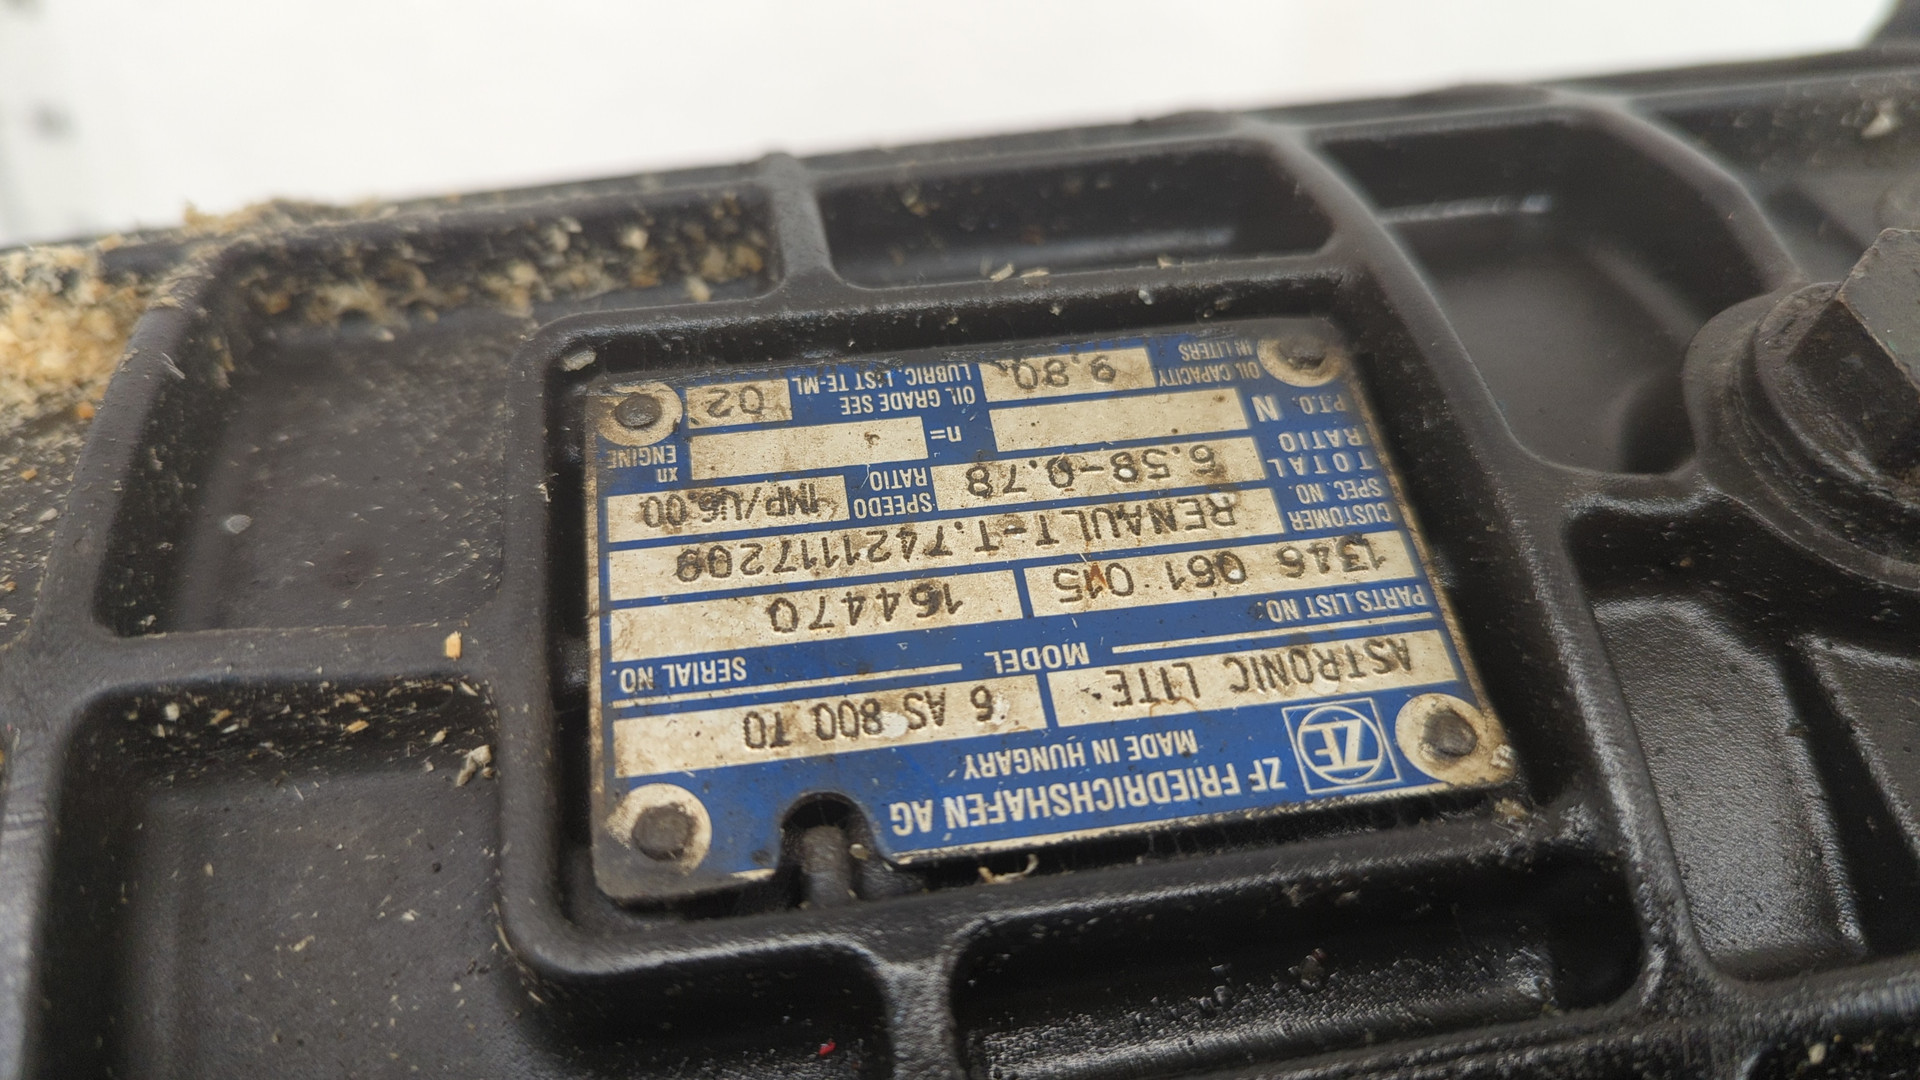 ZF FRIEDRICHSHAFEN AG
ZF MADE IN HUNGARY
ASTRONIC LITE 6 AS 800 TO
MODEL
PARTS LIST NO. SERIAL NO.
1346 061 015 164470
CUSTOMER SPEC. NO. RENAULT-T.7421117209
TOTAL RATIO 6.58-0.78 SPEEDO RATIO IMP/U6.00
P.T.O. N n= xn ENGINE
OIL CAPACITY IN LITERS 9.80 OIL GRADE SEE LUBRIC. LIST TE-ML 02